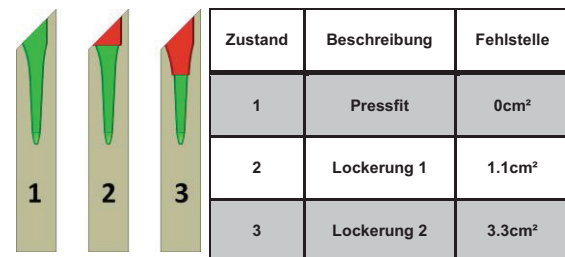 1 2 3
Zustand Beschreibung Fehlstelle
1 Pressfit 0cm²
2 Lockerung 1 1.1cm²
3 Lockerung 2 3.3cm²